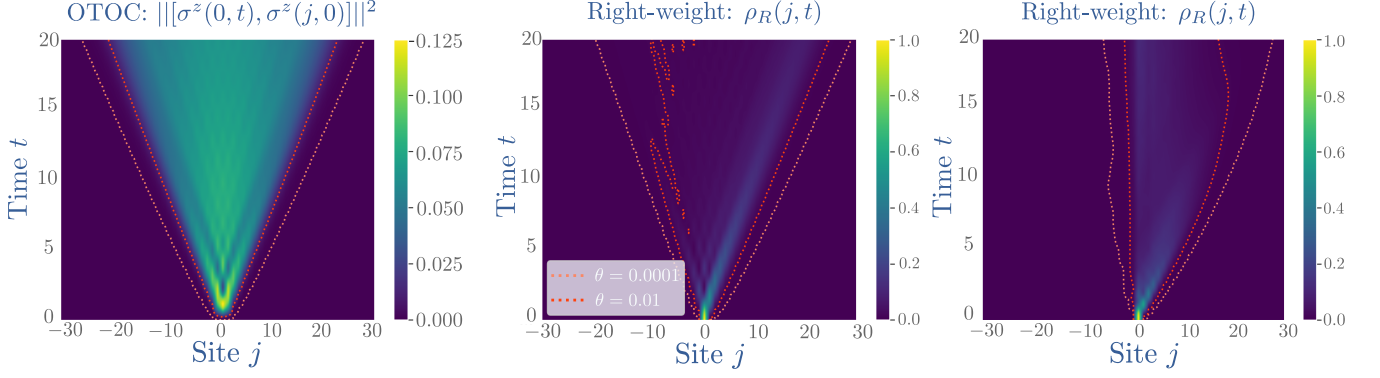 OTOC: ||[σ^z(0, t), σ^z(j, 0)]||^2
20
15
10
5
0
Time t
−30 −20 −10 0 10 20 30
Site j
0.125
0.100
0.075
0.050
0.025
0.000
Right-weight: ρ_R(j, t)
20
15
10
5
0
Time t
θ = 0.0001
θ = 0.01
−30 −20 −10 0 10 20 30
Site j
1.0
0.8
0.6
0.4
0.2
0.0
Right-weight: ρ_R(j, t)
20
15
10
5
0
Time t
−30 −20 −10 0 10 20 30
Site j
1.0
0.8
0.6
0.4
0.2
0.0